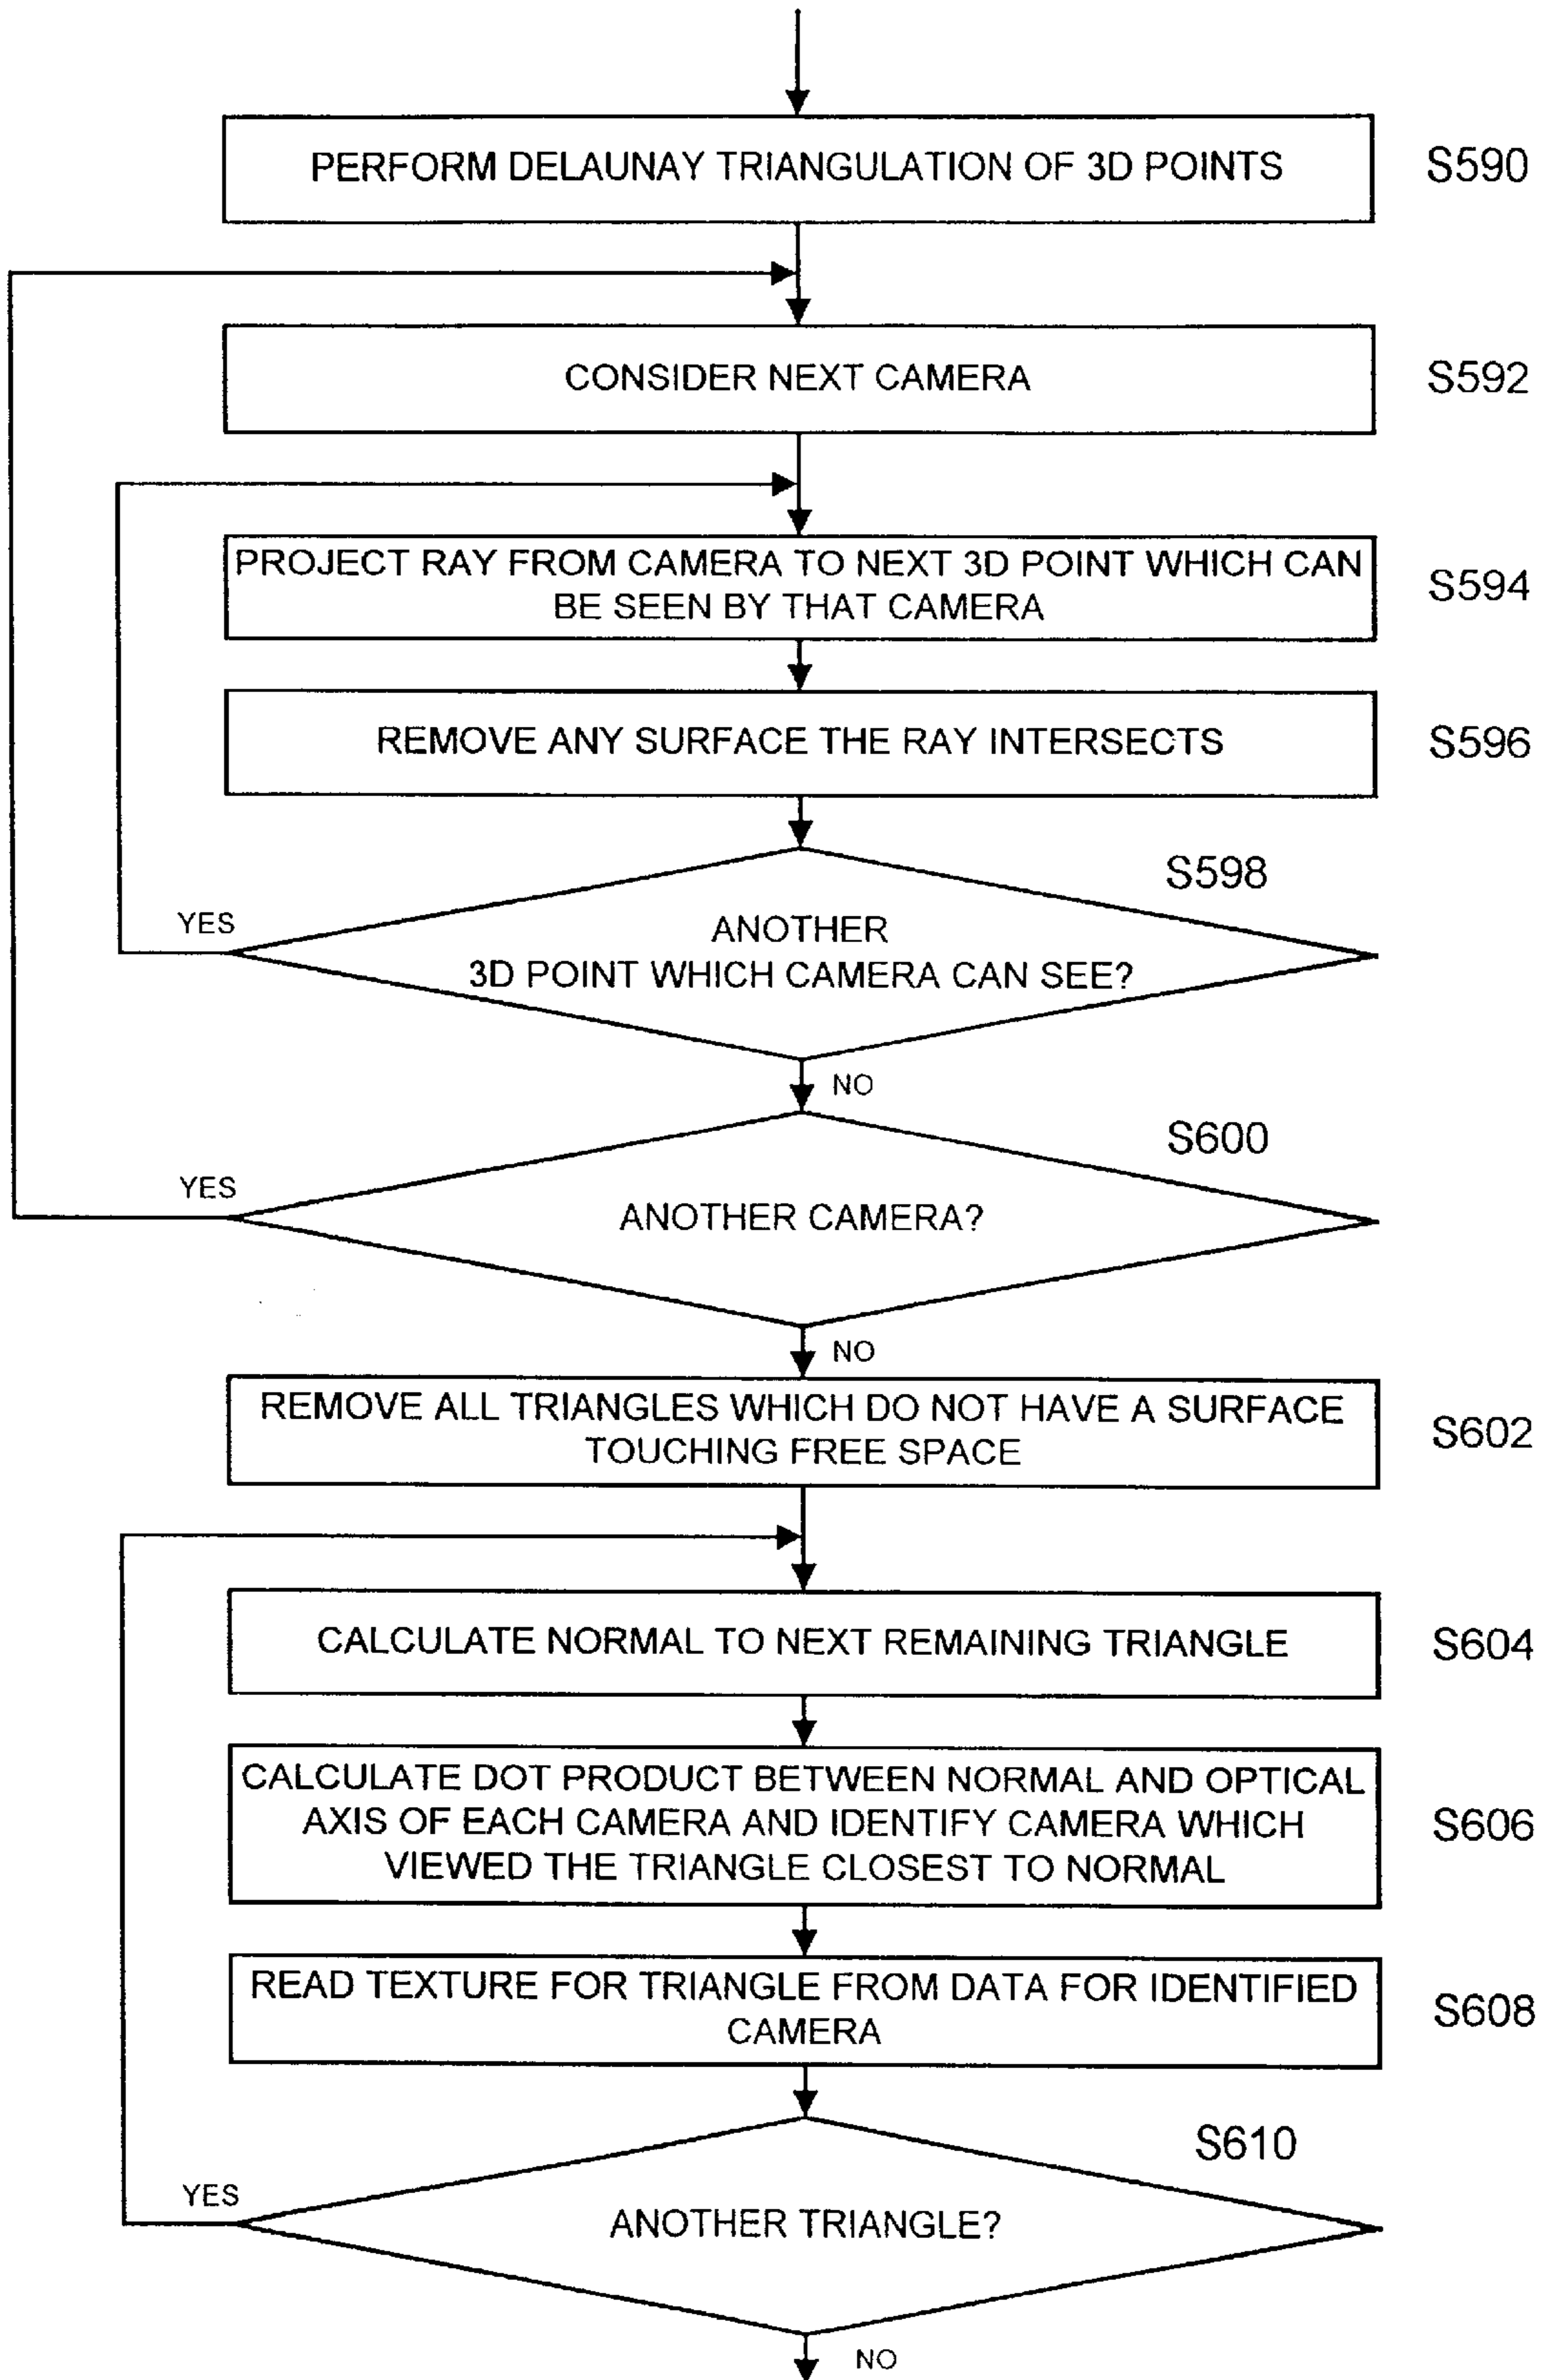 PERFORM DELAUNAY TRIANGULATION OF 3D POINTS
S590
CONSIDER NEXT CAMERA
S592
PROJECT RAY FROM CAMERA TO NEXT 3D POINT WHICH CAN
BE SEEN BY THAT CAMERA
S594
REMOVE ANY SURFACE THE RAY INTERSECTS
S596
S598
YES
ANOTHER
3D POINT WHICH CAMERA CAN SEE?
NO
S600
YES
ANOTHER CAMERA?
NO
REMOVE ALL TRIANGLES WHICH DO NOT HAVE A SURFACE
TOUCHING FREE SPACE
S602
CALCULATE NORMAL TO NEXT REMAINING TRIANGLE
S604
CALCULATE DOT PRODUCT BETWEEN NORMAL AND OPTICAL
AXIS OF EACH CAMERA AND IDENTIFY CAMERA WHICH
VIEWED THE TRIANGLE CLOSEST TO NORMAL
S606
READ TEXTURE FOR TRIANGLE FROM DATA FOR IDENTIFIED
CAMERA
S608
S610
YES
ANOTHER TRIANGLE?
NO